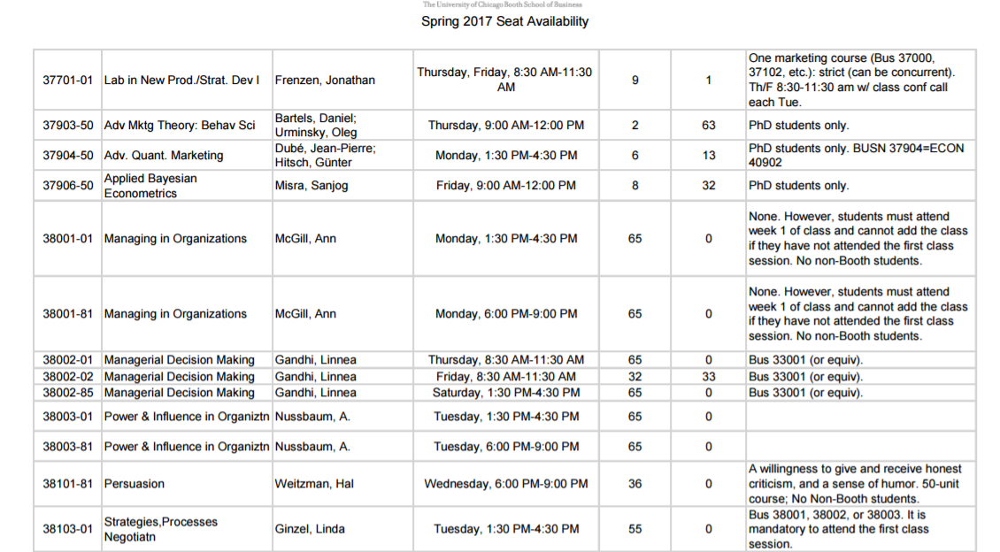 The University of Chicago Booth School of Business
Spring 2017 Seat Availability
37701-01 Lab in New Prod./Strat. Dev I Frenzen, Jonathan Thursday, Friday, 8:30 AM-11:30 AM 9 1 One marketing course (Bus 37000, 37102, etc.): strict (can be concurrent). Th/F 8:30-11:30 am w/ class conf call each Tue.
37903-50 Adv Mktg Theory: Behav Sci Bartels, Daniel; Urminsky, Oleg Thursday, 9:00 AM-12:00 PM 2 63 PhD students only.
37904-50 Adv. Quant. Marketing Dubé, Jean-Pierre; Hitsch, Günter Monday, 1:30 PM-4:30 PM 6 13 PhD students only. BUSN 37904=ECON 40902
37906-50 Applied Bayesian Econometrics Misra, Sanjog Friday, 9:00 AM-12:00 PM 8 32 PhD students only.
38001-01 Managing in Organizations McGill, Ann Monday, 1:30 PM-4:30 PM 65 0 None. However, students must attend week 1 of class and cannot add the class if they have not attended the first class session. No non-Booth students.
38001-81 Managing in Organizations McGill, Ann Monday, 6:00 PM-9:00 PM 65 0 None. However, students must attend week 1 of class and cannot add the class if they have not attended the first class session. No non-Booth students.
38002-01 Managerial Decision Making Gandhi, Linnea Thursday, 8:30 AM-11:30 AM 65 0 Bus 33001 (or equiv).
38002-02 Managerial Decision Making Gandhi, Linnea Friday, 8:30 AM-11:30 AM 32 33 Bus 33001 (or equiv).
38002-85 Managerial Decision Making Gandhi, Linnea Saturday, 1:30 PM-4:30 PM 65 0 Bus 33001 (or equiv).
38003-01 Power & Influence in Organiztn Nussbaum, A. Tuesday, 1:30 PM-4:30 PM 65 0
38003-81 Power & Influence in Organiztn Nussbaum, A. Tuesday, 6:00 PM-9:00 PM 65 0
38101-81 Persuasion Weitzman, Hal Wednesday, 6:00 PM-9:00 PM 36 0 A willingness to give and receive honest criticism, and a sense of humor. 50-unit course; No Non-Booth students.
38103-01 Strategies,Processes Negotiatn Ginzel, Linda Tuesday, 1:30 PM-4:30 PM 55 0 Bus 38001, 38002, or 38003. It is mandatory to attend the first class session.